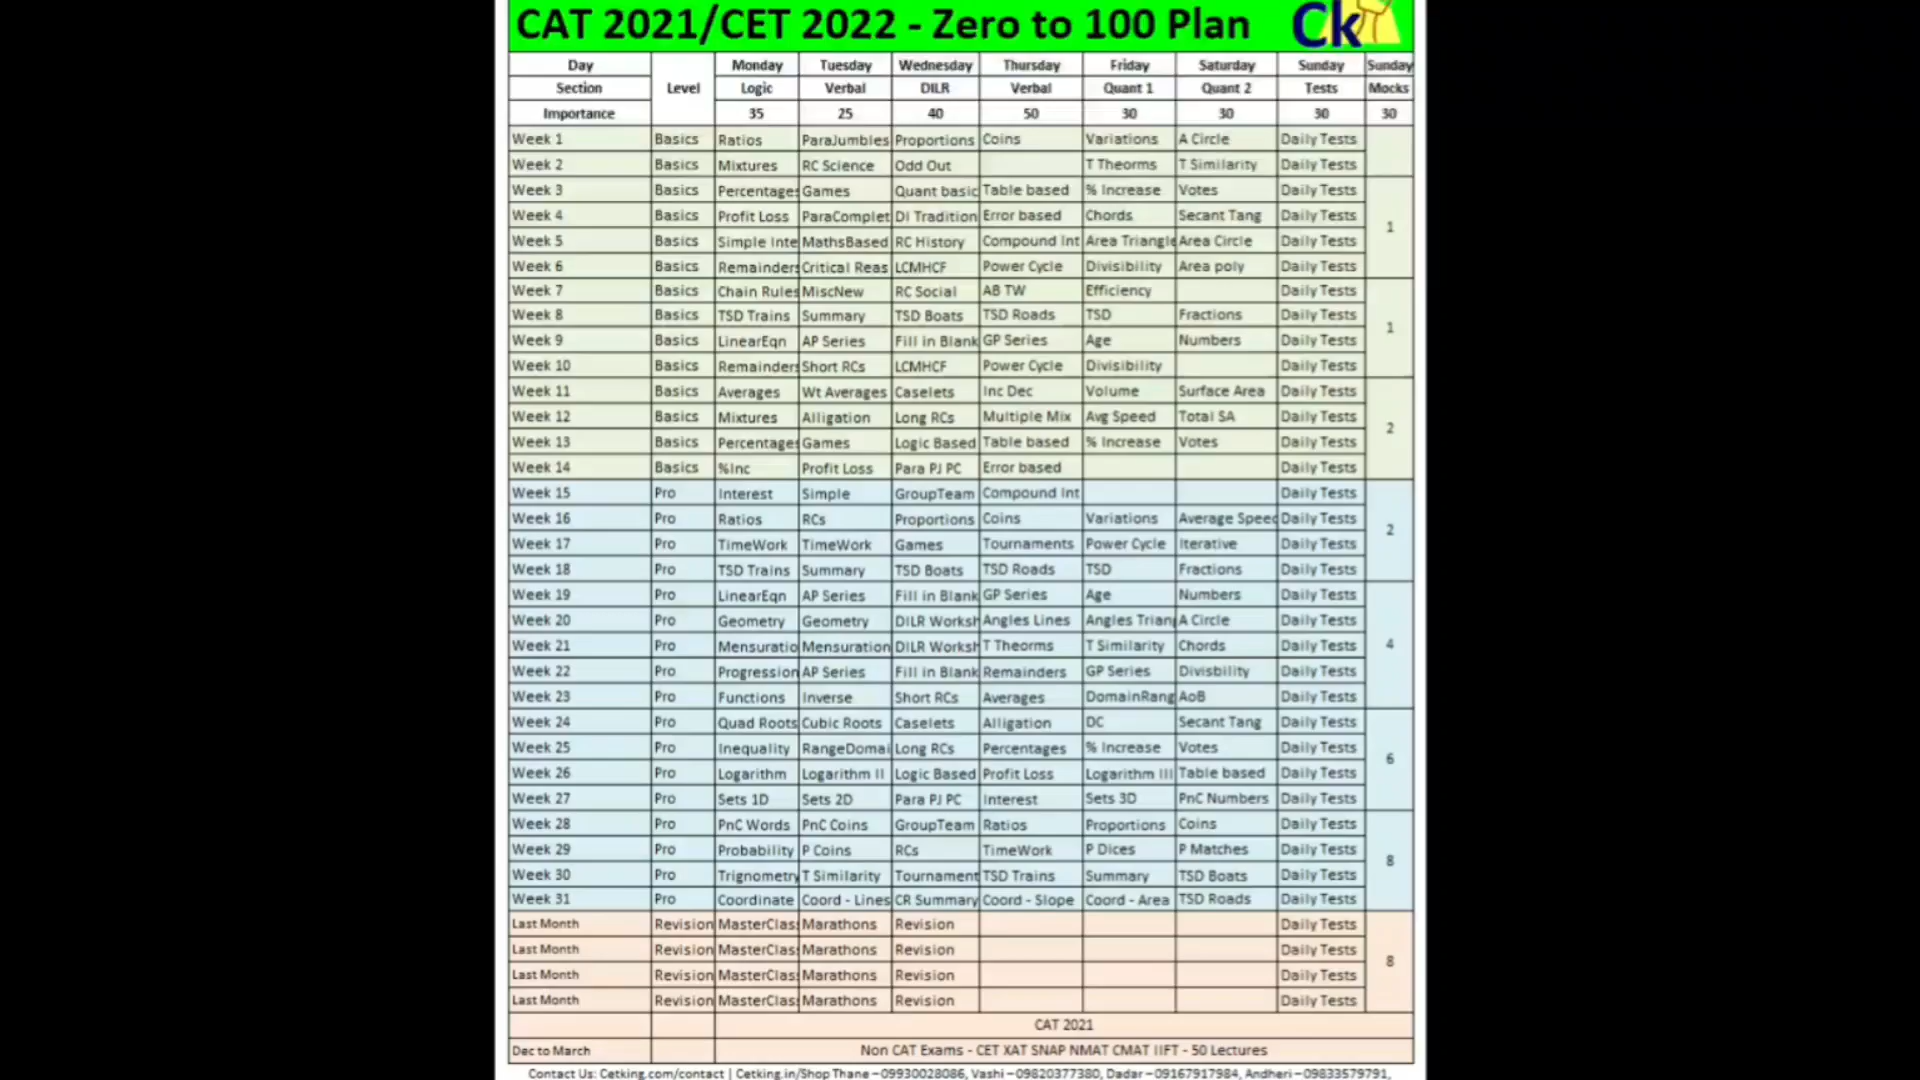 CAT 2021/CET 2022 - Zero to 100 Plan Ck
Day Monday Tuesday Wednesday Thursday Friday Saturday Sunday Sunday
Section Level Logic Verbal DILR Verbal Quant 1 Quant 2 Tests Mocks
Importance 35 25 40 50 30 30 30 30
Week 1 Basics Ratios ParaJumbles Proportions Coins Variations A Circle Daily Tests
Week 2 Basics Mixtures RC Science Odd Out T Theorms T Similarity Daily Tests
Week 3 Basics Percentages Games Quant basic Table based % Increase Votes Daily Tests
Week 4 Basics Profit Loss ParaComplet DI Tradition Error based Chords Secant Tang Daily Tests
1
Week 5 Basics Simple Inte MathsBased RC History Compound Int Area Triangle Area Circle Daily Tests
Week 6 Basics Remainders Critical Reas LCMHCF Power Cycle Divisibility Area poly Daily Tests
Week 7 Basics Chain Rules MiscNew RC Social AB TW Efficiency Daily Tests
Week 8 Basics TSD Trains Summary TSD Boats TSD Roads TSD Fractions Daily Tests
1
Week 9 Basics LinearEqn AP Series Fill in Blank GP Series Age Numbers Daily Tests
Week 10 Basics Remainders Short RCs LCMHCF Power Cycle Divisibility Daily Tests
Week 11 Basics Averages Wt Averages Caselets Inc Dec Volume Surface Area Daily Tests
Week 12 Basics Mixtures Alligation Long RCs Multiple Mix Avg Speed Total SA Daily Tests
2
Week 13 Basics Percentages Games Logic Based Table based % Increase Votes Daily Tests
Week 14 Basics %Inc Profit Loss Para PJ PC Error based Daily Tests
Week 15 Pro Interest Simple GroupTeam Compound Int Daily Tests
Week 16 Pro Ratios RCs Proportions Coins Variations Average Speed Daily Tests
2
Week 17 Pro TimeWork TimeWork Games Tournaments Power Cycle Iterative Daily Tests
Week 18 Pro TSD Trains Summary TSD Boats TSD Roads TSD Fractions Daily Tests
Week 19 Pro LinearEqn AP Series Fill in Blank GP Series Age Numbers Daily Tests
Week 20 Pro Geometry Geometry DILR Worksh Angles Lines Angles Trian A Circle Daily Tests
Week 21 Pro Mensuratio Mensuration DILR Worksh T Theorms T Similarity Chords Daily Tests 4
Week 22 Pro Progression AP Series Fill in Blank Remainders GP Series Divisbility Daily Tests
Week 23 Pro Functions Inverse Short RCs Averages DomainRang AoB Daily Tests
Week 24 Pro Quad Roots Cubic Roots Caselets Alligation DC Secant Tang Daily Tests
Week 25 Pro Inequality RangeDomai Long RCs Percentages % Increase Votes Daily Tests
6
Week 26 Pro Logarithm Logarithm II Logic Based Profit Loss Logarithm III Table based Daily Tests
Week 27 Pro Sets 1D Sets 2D Para PJ PC Interest Sets 3D PnC Numbers Daily Tests
Week 28 Pro PnC Words PnC Coins GroupTeam Ratios Proportions Coins Daily Tests
Week 29 Pro Probability P Coins RCs TimeWork P Dices P Matches Daily Tests
8
Week 30 Pro Trignometry T Similarity Tournament TSD Trains Summary TSD Boats Daily Tests
Week 31 Pro Coordinate Coord - Lines CR Summary Coord - Slope Coord - Area TSD Roads Daily Tests
Last Month Revision MasterClas Marathons Revision Daily Tests
Last Month Revision MasterClas Marathons Revision Daily Tests
8
Last Month Revision MasterClas Marathons Revision Daily Tests
Last Month Revision MasterClas Marathons Revision Daily Tests
CAT 2021
Dec to March Non CAT Exams - CET XAT SNAP NMAT CMAT IIFT - 50 Lectures
Contact Us: Cetking.com/contact | Cetking.in/Shop Thane – 09930028086, Vashi – 09820377380, Dadar – 09167917984, Andheri – 09833579791,